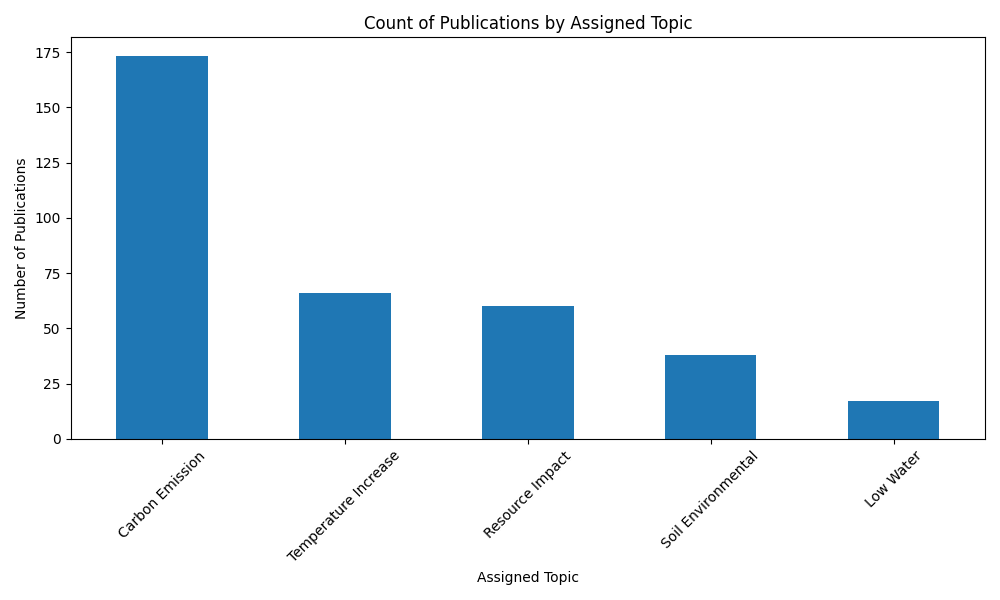 Count of Publications by Assigned Topic
Number of Publications
175
150
125
100
75
50
25
0
Carbon Emission
Temperature Increase
Resource Impact
Soil Environmental
Low Water
Assigned Topic